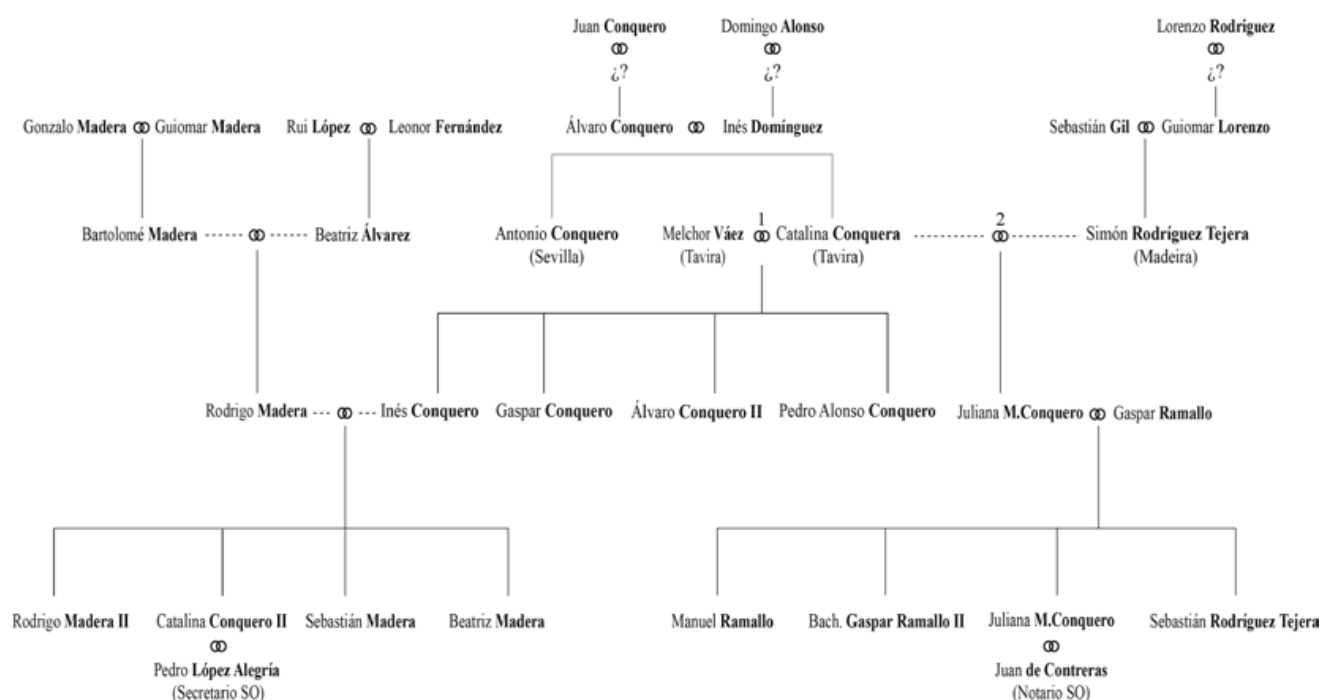 Juan Conquero Domingo Alonso Lorenzo Rodriguez
¿? ¿? ¿?
Gonzalo Madera Guiomar Madera Rui López Leonor Fernández Álvaro Conquero Inés Domínguez Sebastián Gil Guiomar Lorenzo
1 2
Bartolomé Madera Beatriz Álvarez Antonio Conquero Melchor Váez Catalina Conquera Simón Rodríguez Tejera
(Sevilla) (Tavira) (Tavira) (Madeira)
Rodrigo Madera Inés Conquero Gaspar Conquero Álvaro Conquero II Pedro Alonso Conquero Juliana M.Conquero Gaspar Ramallo
Rodrigo Madera II Catalina Conquero II Sebastián Madera Beatriz Madera Manuel Ramallo Bach. Gaspar Ramallo II Juliana M.Conquero Sebastián Rodríguez Tejera
Pedro López Alegría Juan de Contreras
(Secretario SO) (Notario SO)